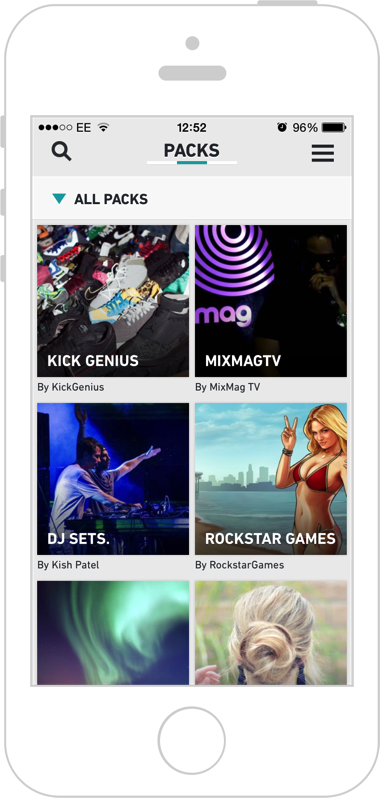 EE 12:52 96%
PACKS
ALL PACKS
mag
KICK GENIUS
MIXMAGTV
By KickGenius
By MixMag TV
DJ SETS.
ROCKSTAR GAMES
By Kish Patel
By RockstarGames